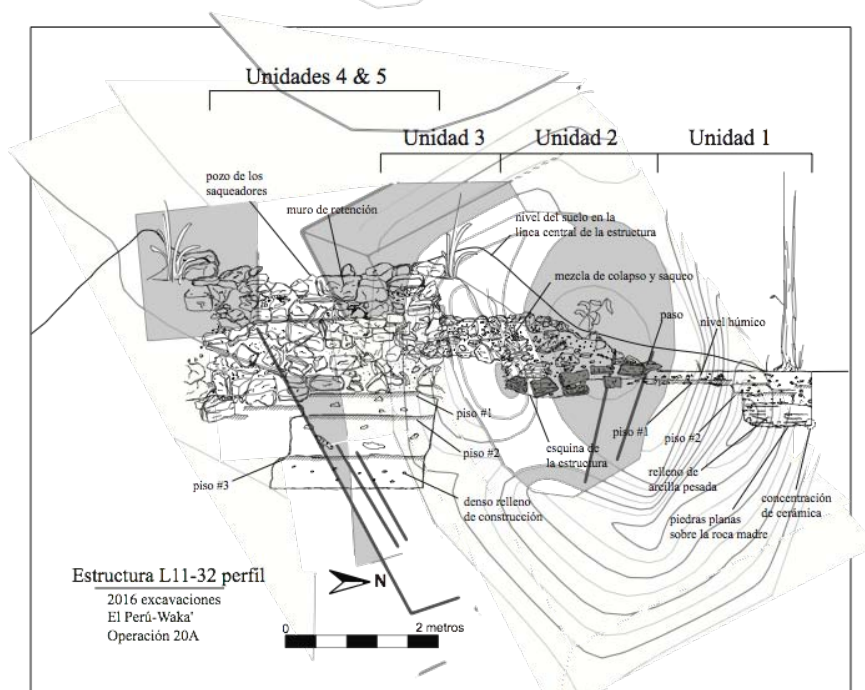 Unidades 4 & 5
Unidad 3
Unidad 2
Unidad 1
pozo de los
saqueadores
muro de retención
nivel del suelo en la
línea central de la estructura
mezcla de colapso y saqueo
paso
nivel húmico
piso #1
piso #2
piso #3
denso relleno
de construcción
esquina de
la estructura
piso #1
piso #2
relleno de
arcilla pesada
piedras planas
sobre la roca madre
concentración
de cerámica
Estructura L11-32 perfil
2016 excavaciones
El Perú-Waka'
Operación 20A
N
0
2 metros